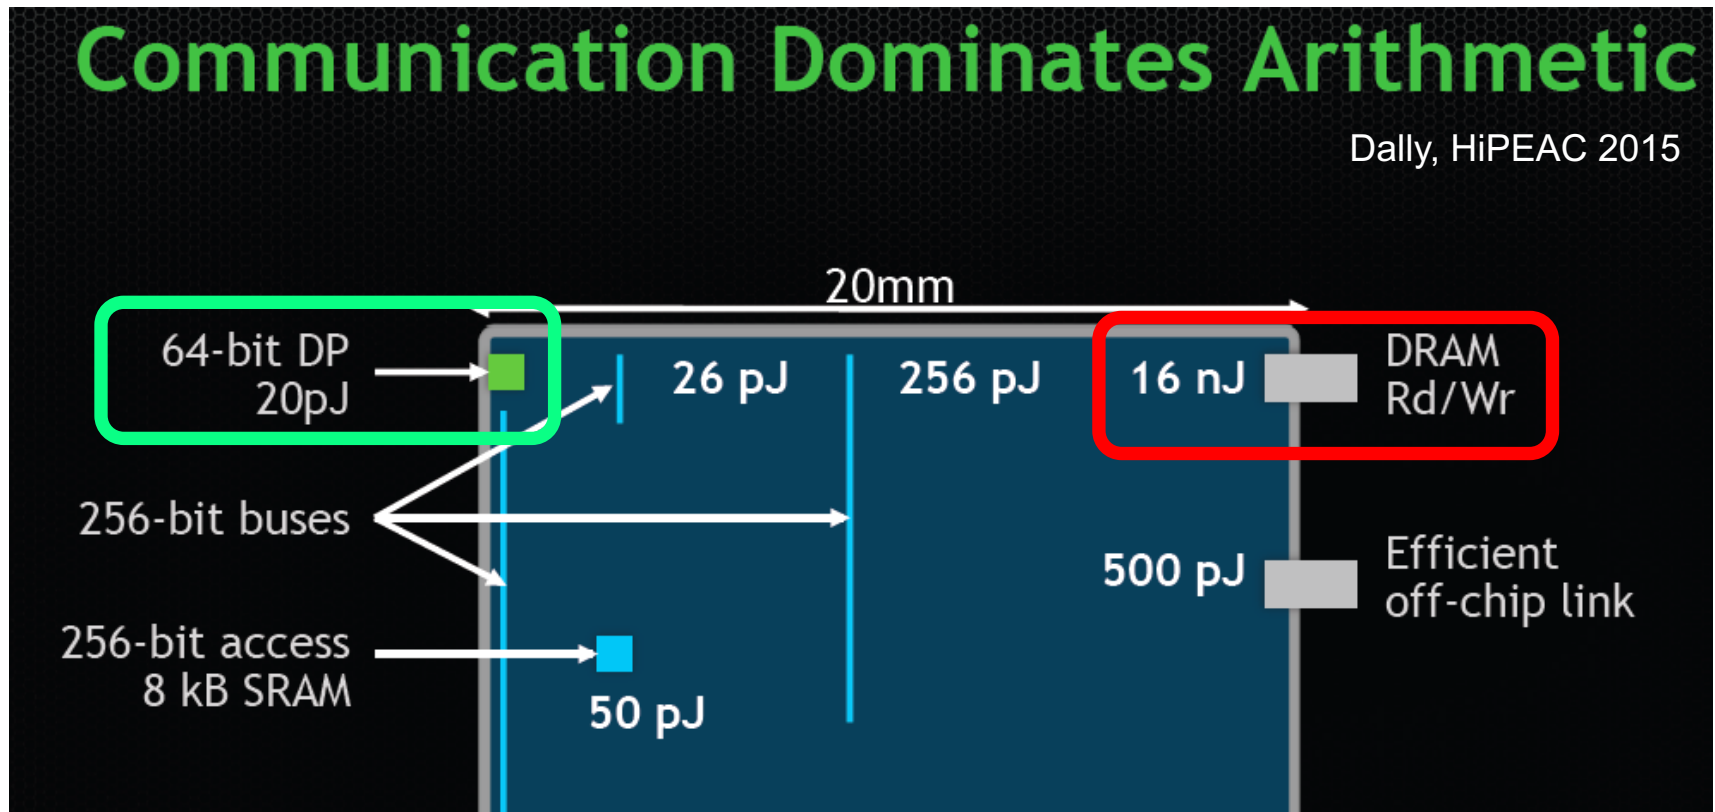 Communication Dominates Arithmetic
Dally, HiPEAC 2015
20mm
64-bit DP
20pJ
26 pJ
256 pJ
16 nJ
DRAM
Rd/Wr
256-bit buses
500 pJ
Efficient
off-chip link
256-bit access
8 kB SRAM
50 pJ